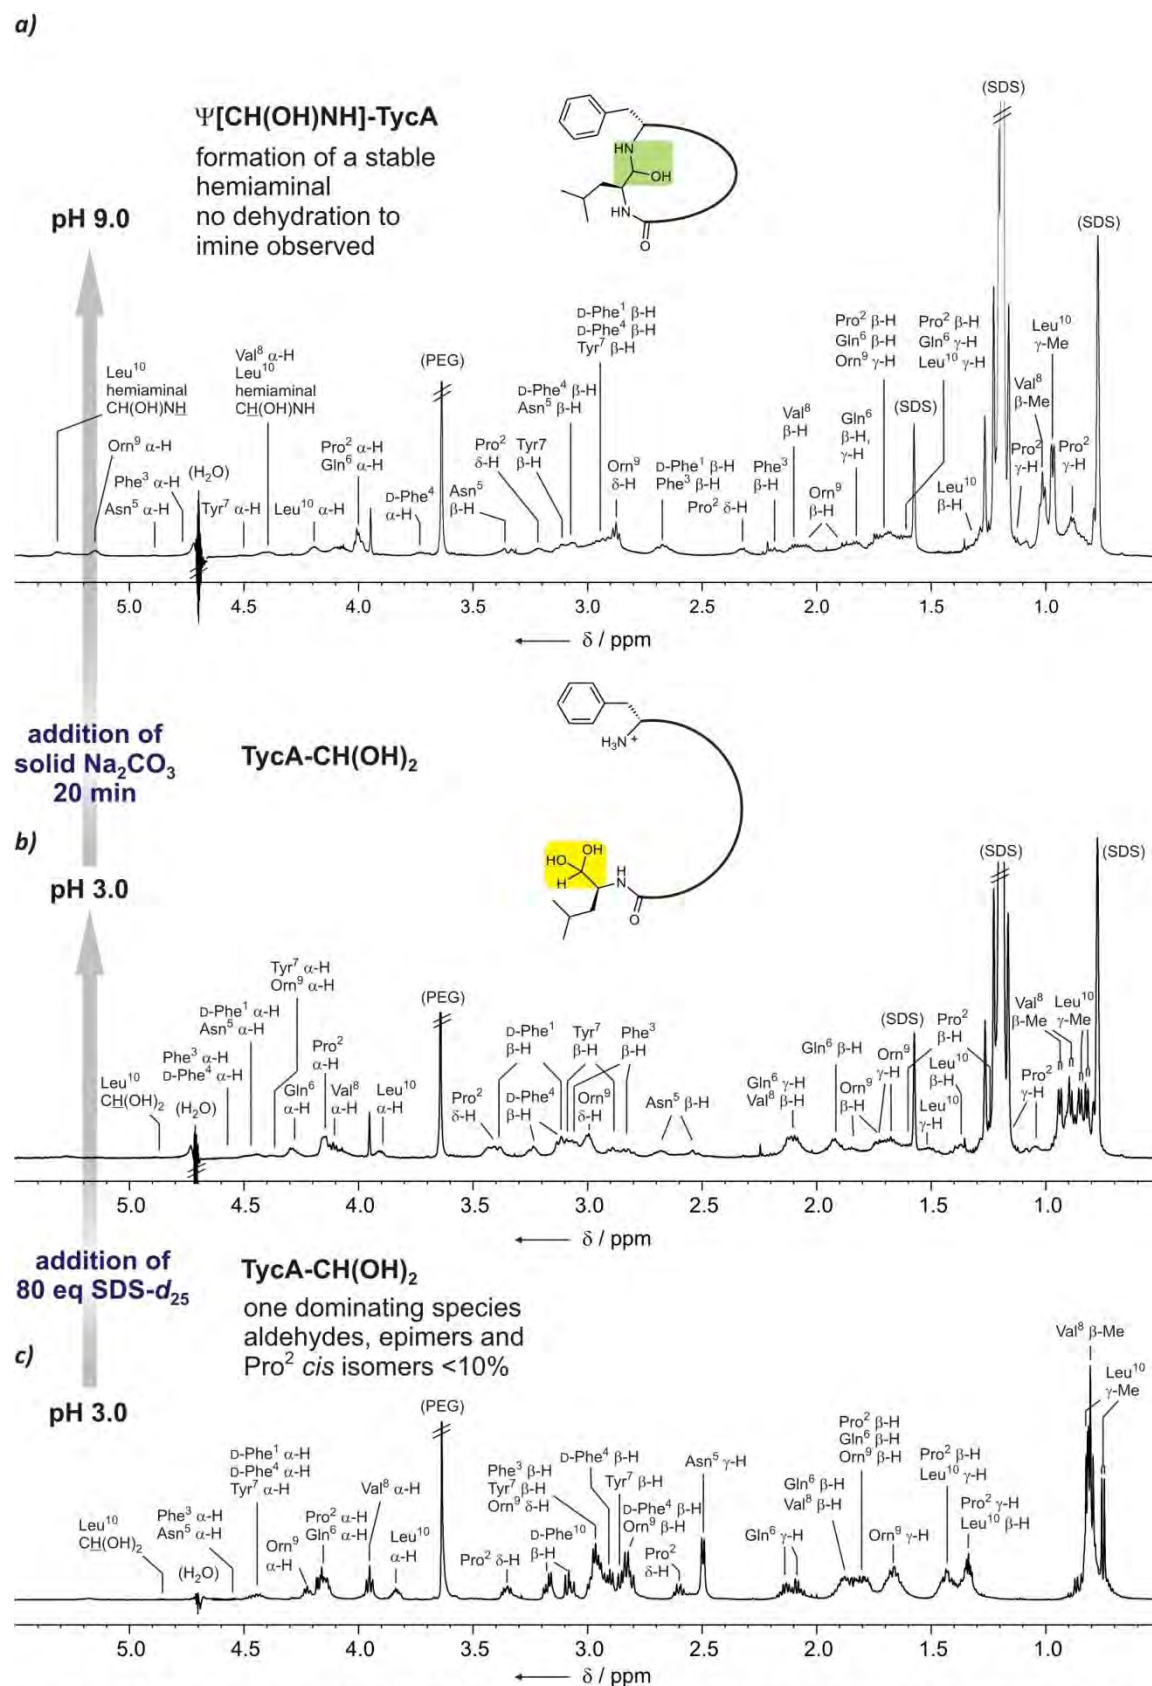 a)
Ψ[CH(OH)NH]-TycA
formation of a stable
hemiaminal
no dehydration to
imine observed
pH 9.0
HN
OH
NH
O
(SDS)
(SDS)
Leu¹⁰
hemiaminal
CH(OH)NH
Orn⁹ α-H
Phe³ α-H
Asn⁵ α-H
(H₂O)
Val⁸ α-H
Leu¹⁰
hemiaminal
CH(OH)NH
Tyr⁷ α-H
Leu¹⁰ α-H
Pro² α-H
Gln⁶ α-H
D-Phe⁴
α-H
(PEG)
Asn⁵
β-H
Pro²
δ-H
Tyr7
β-H
D-Phe⁴ β-H
Asn⁵ β-H
D-Phe¹ β-H
D-Phe⁴ β-H
Tyr⁷ β-H
Orn⁹
δ-H
D-Phe¹ β-H
Phe³ β-H
Pro² δ-H
Phe³
β-H
Val⁸
β-H
Orn⁹
β-H
Gln⁶
β-H,
γ-H
Pro² β-H
Gln⁶ β-H
Orn⁹ γ-H
(SDS)
Pro² β-H
Gln⁶ γ-H
Leu¹⁰ γ-H
Leu¹⁰
β-H
Pro²
γ-H
Val⁸
β-Me
Leu¹⁰
γ-Me
Pro²
γ-H
5.0 4.5 4.0 3.5 3.0 2.5 2.0 1.5 1.0
δ / ppm
addition of
solid Na₂CO₃
20 min
TycA-CH(OH)₂
H₃N⁺
OH
HO
H
NH
O
b)
pH 3.0
(SDS)
(SDS)
Leu¹⁰
CH(OH)₂
(H₂O)
Phe³ α-H
D-Phe⁴ α-H
D-Phe¹ α-H
Asn⁵ α-H
Tyr⁷ α-H
Orn⁹ α-H
Gln⁶
α-H
Pro²
α-H
Val⁸
α-H
Leu¹⁰
α-H
(PEG)
Pro²
δ-H
D-Phe¹
β-H
D-Phe⁴
β-H
Tyr⁷
β-H
Orn⁹
δ-H
Phe³
β-H
Asn⁵ β-H
Gln⁶ γ-H
Val⁸ β-H
Gln⁶ β-H
Orn⁹
β-H
Orn⁹
γ-H
(SDS)
Pro²
β-H
Leu¹⁰
β-H
Leu¹⁰
γ-H
Pro²
γ-H
Val⁸
β-Me
Leu¹⁰
γ-Me
5.0 4.5 4.0 3.5 3.0 2.5 2.0 1.5 1.0
δ / ppm
addition of
80 eq SDS-d₂₅
TycA-CH(OH)₂
one dominating species
aldehydes, epimers and
Pro² cis isomers <10%
c)
pH 3.0
Leu¹⁰
CH(OH)₂
Phe³ α-H
Asn⁵ α-H
(H₂O)
D-Phe¹ α-H
D-Phe⁴ α-H
Tyr⁷ α-H
Orn⁹
α-H
Pro² α-H
Gln⁶ α-H
Val⁸ α-H
Leu¹⁰
α-H
(PEG)
Pro² δ-H
D-Phe¹⁰
β-H
Phe³ β-H
Tyr⁷ β-H
Orn⁹ δ-H
D-Phe⁴ β-H
Tyr⁷ β-H
D-Phe⁴ β-H
Orn⁹ β-H
Pro²
δ-H
Asn⁵ γ-H
Gln⁶ γ-H
Gln⁶ β-H
Val⁸ β-H
Pro² β-H
Gln⁶ β-H
Orn⁹ β-H
Orn⁹ γ-H
Pro² β-H
Leu¹⁰ γ-H
Pro² γ-H
Leu¹⁰ β-H
Val⁸ β-Me
Leu¹⁰
γ-Me
5.0 4.5 4.0 3.5 3.0 2.5 2.0 1.5 1.0
δ / ppm